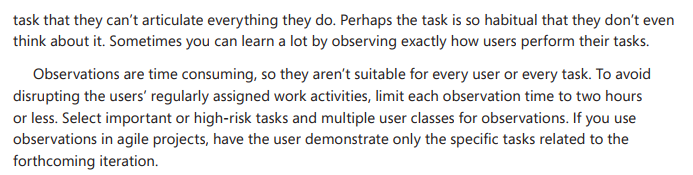 task that they can’t articulate everything they do. Perhaps the task is so habitual that they don’t even
think about it. Sometimes you can learn a lot by observing exactly how users perform their tasks.
Observations are time consuming, so they aren’t suitable for every user or every task. To avoid
disrupting the users’ regularly assigned work activities, limit each observation time to two hours
or less. Select important or high-risk tasks and multiple user classes for observations. If you use
observations in agile projects, have the user demonstrate only the specific tasks related to the
forthcoming iteration.